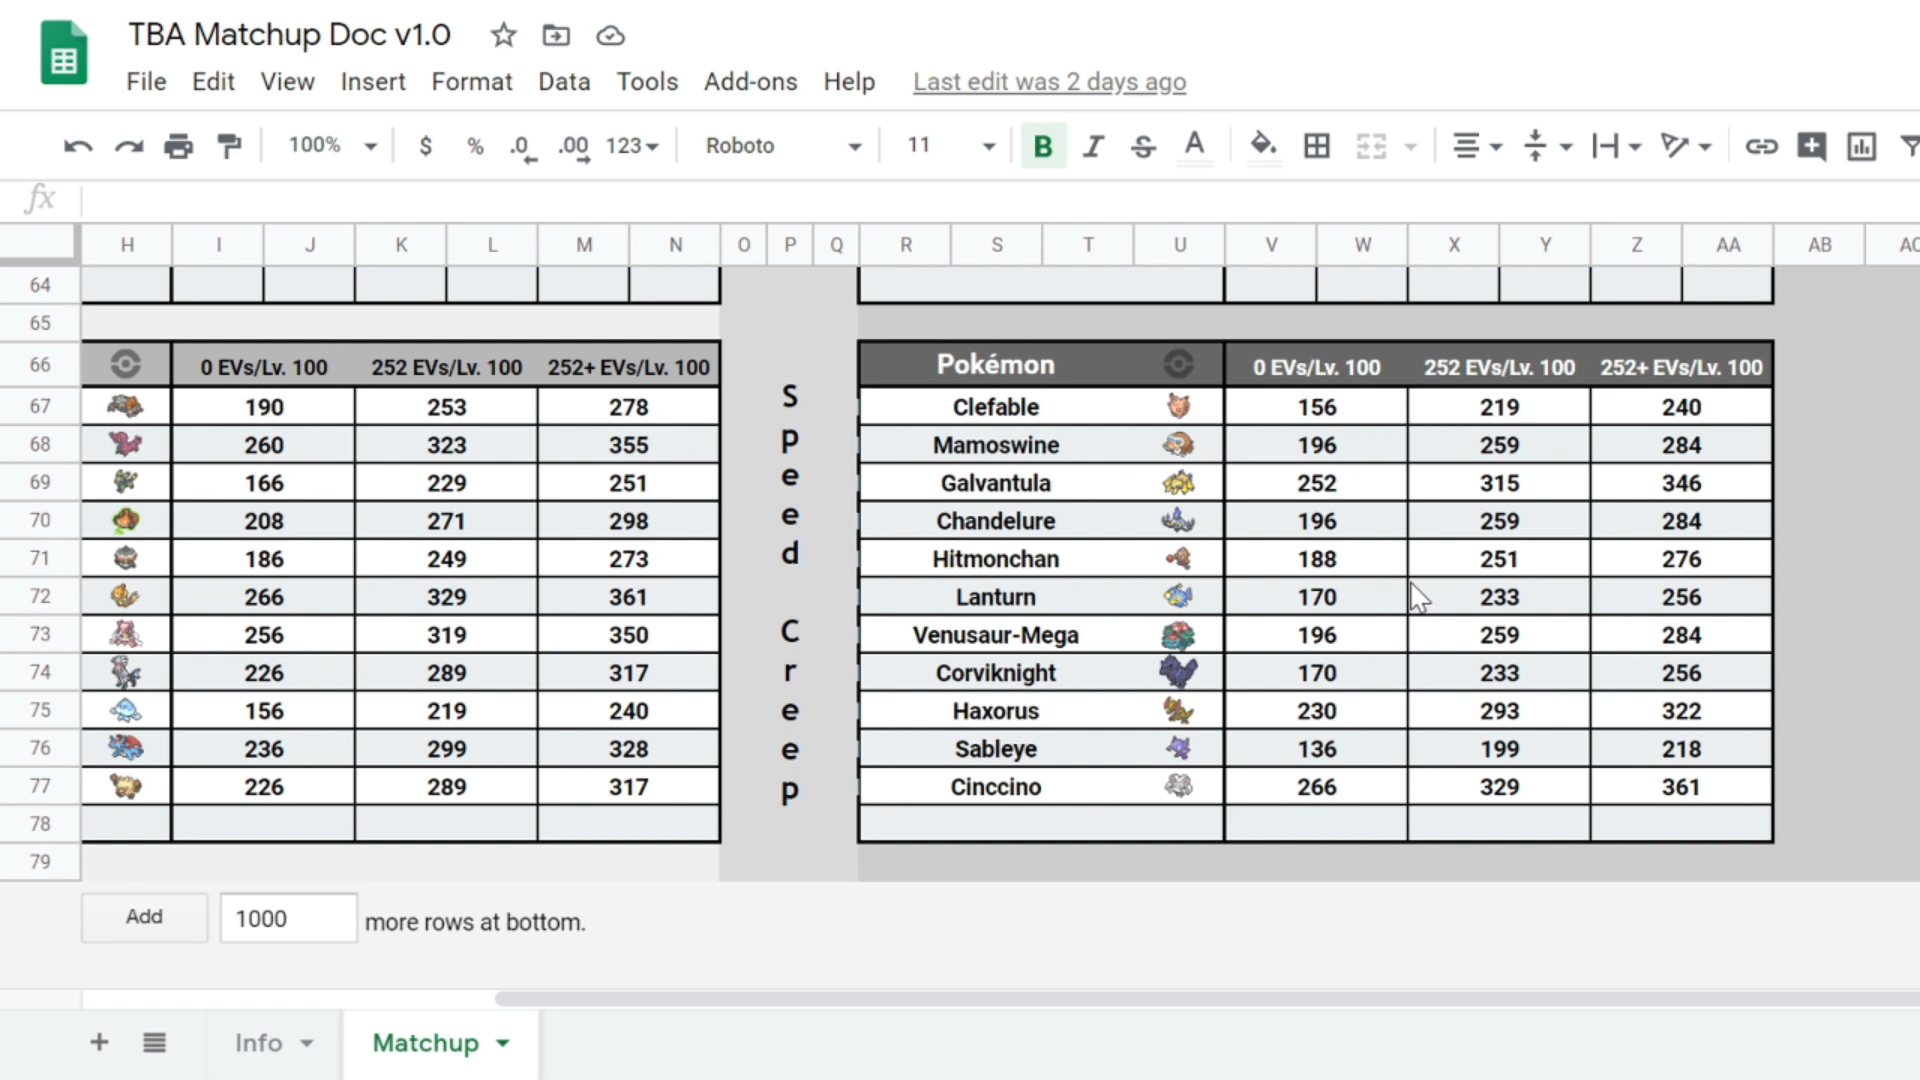 TBA Matchup Doc v1.0
File Edit View Insert Format Data Tools Add-ons Help Last edit was 2 days ago
100% $ % .0 .00 123 Roboto 11 B I S A
fx
H I J K L M N O P Q R S T U V W X Y Z AA AB
64
65
66 0 EVs/Lv. 100 252 EVs/Lv. 100 252+ EVs/Lv. 100 Pokémon 0 EVs/Lv. 100 252 EVs/Lv. 100 252+ EVs/Lv. 100
67 190 253 278 S Clefable 156 219 240
68 260 323 355 p Mamoswine 196 259 284
69 166 229 251 e Galvantula 252 315 346
70 208 271 298 e Chandelure 196 259 284
71 186 249 273 d Hitmonchan 188 251 276
72 266 329 361 Lanturn 170 233 256
73 256 319 350 C Venusaur-Mega 196 259 284
74 226 289 317 r Corviknight 170 233 256
75 156 219 240 e Haxorus 230 293 322
76 236 299 328 e Sableye 136 199 218
77 226 289 317 p Cinccino 266 329 361
78
79
Add 1000 more rows at bottom.
+ Info Matchup